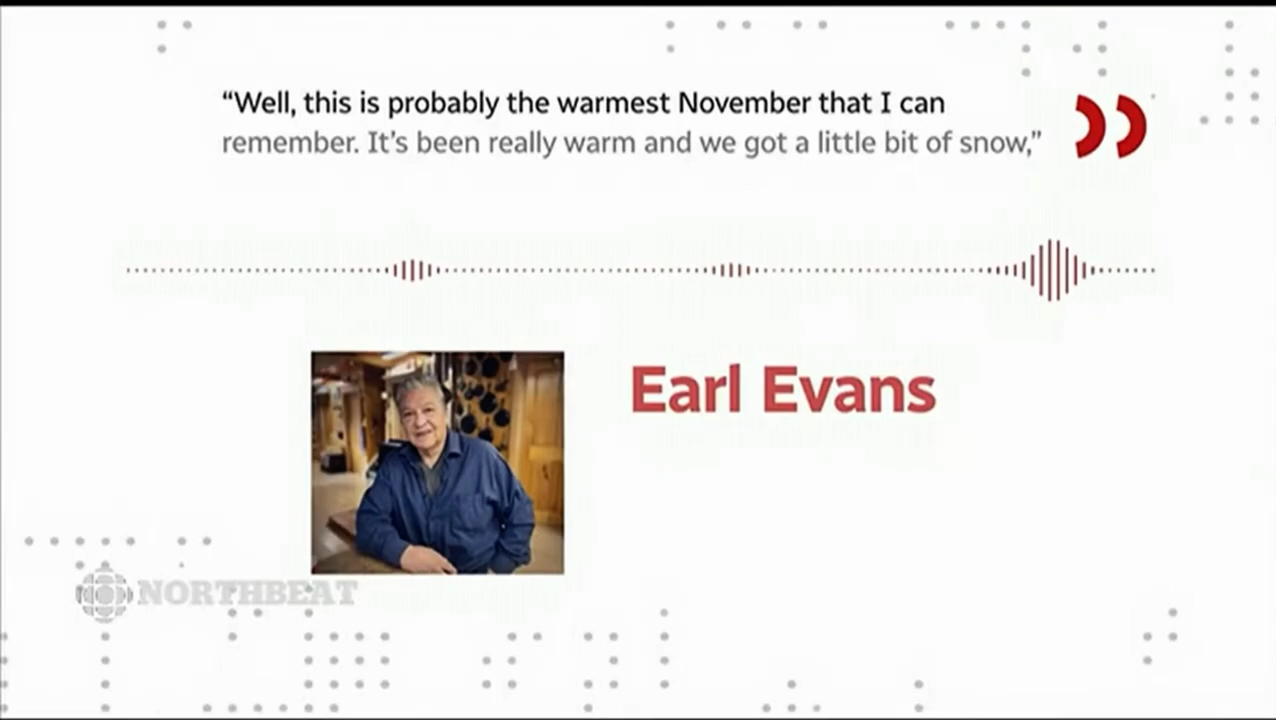 “Well, this is probably the warmest November that I can
remember. It’s been really warm and we got a little bit of snow,”
Earl Evans
NORTHBEAT